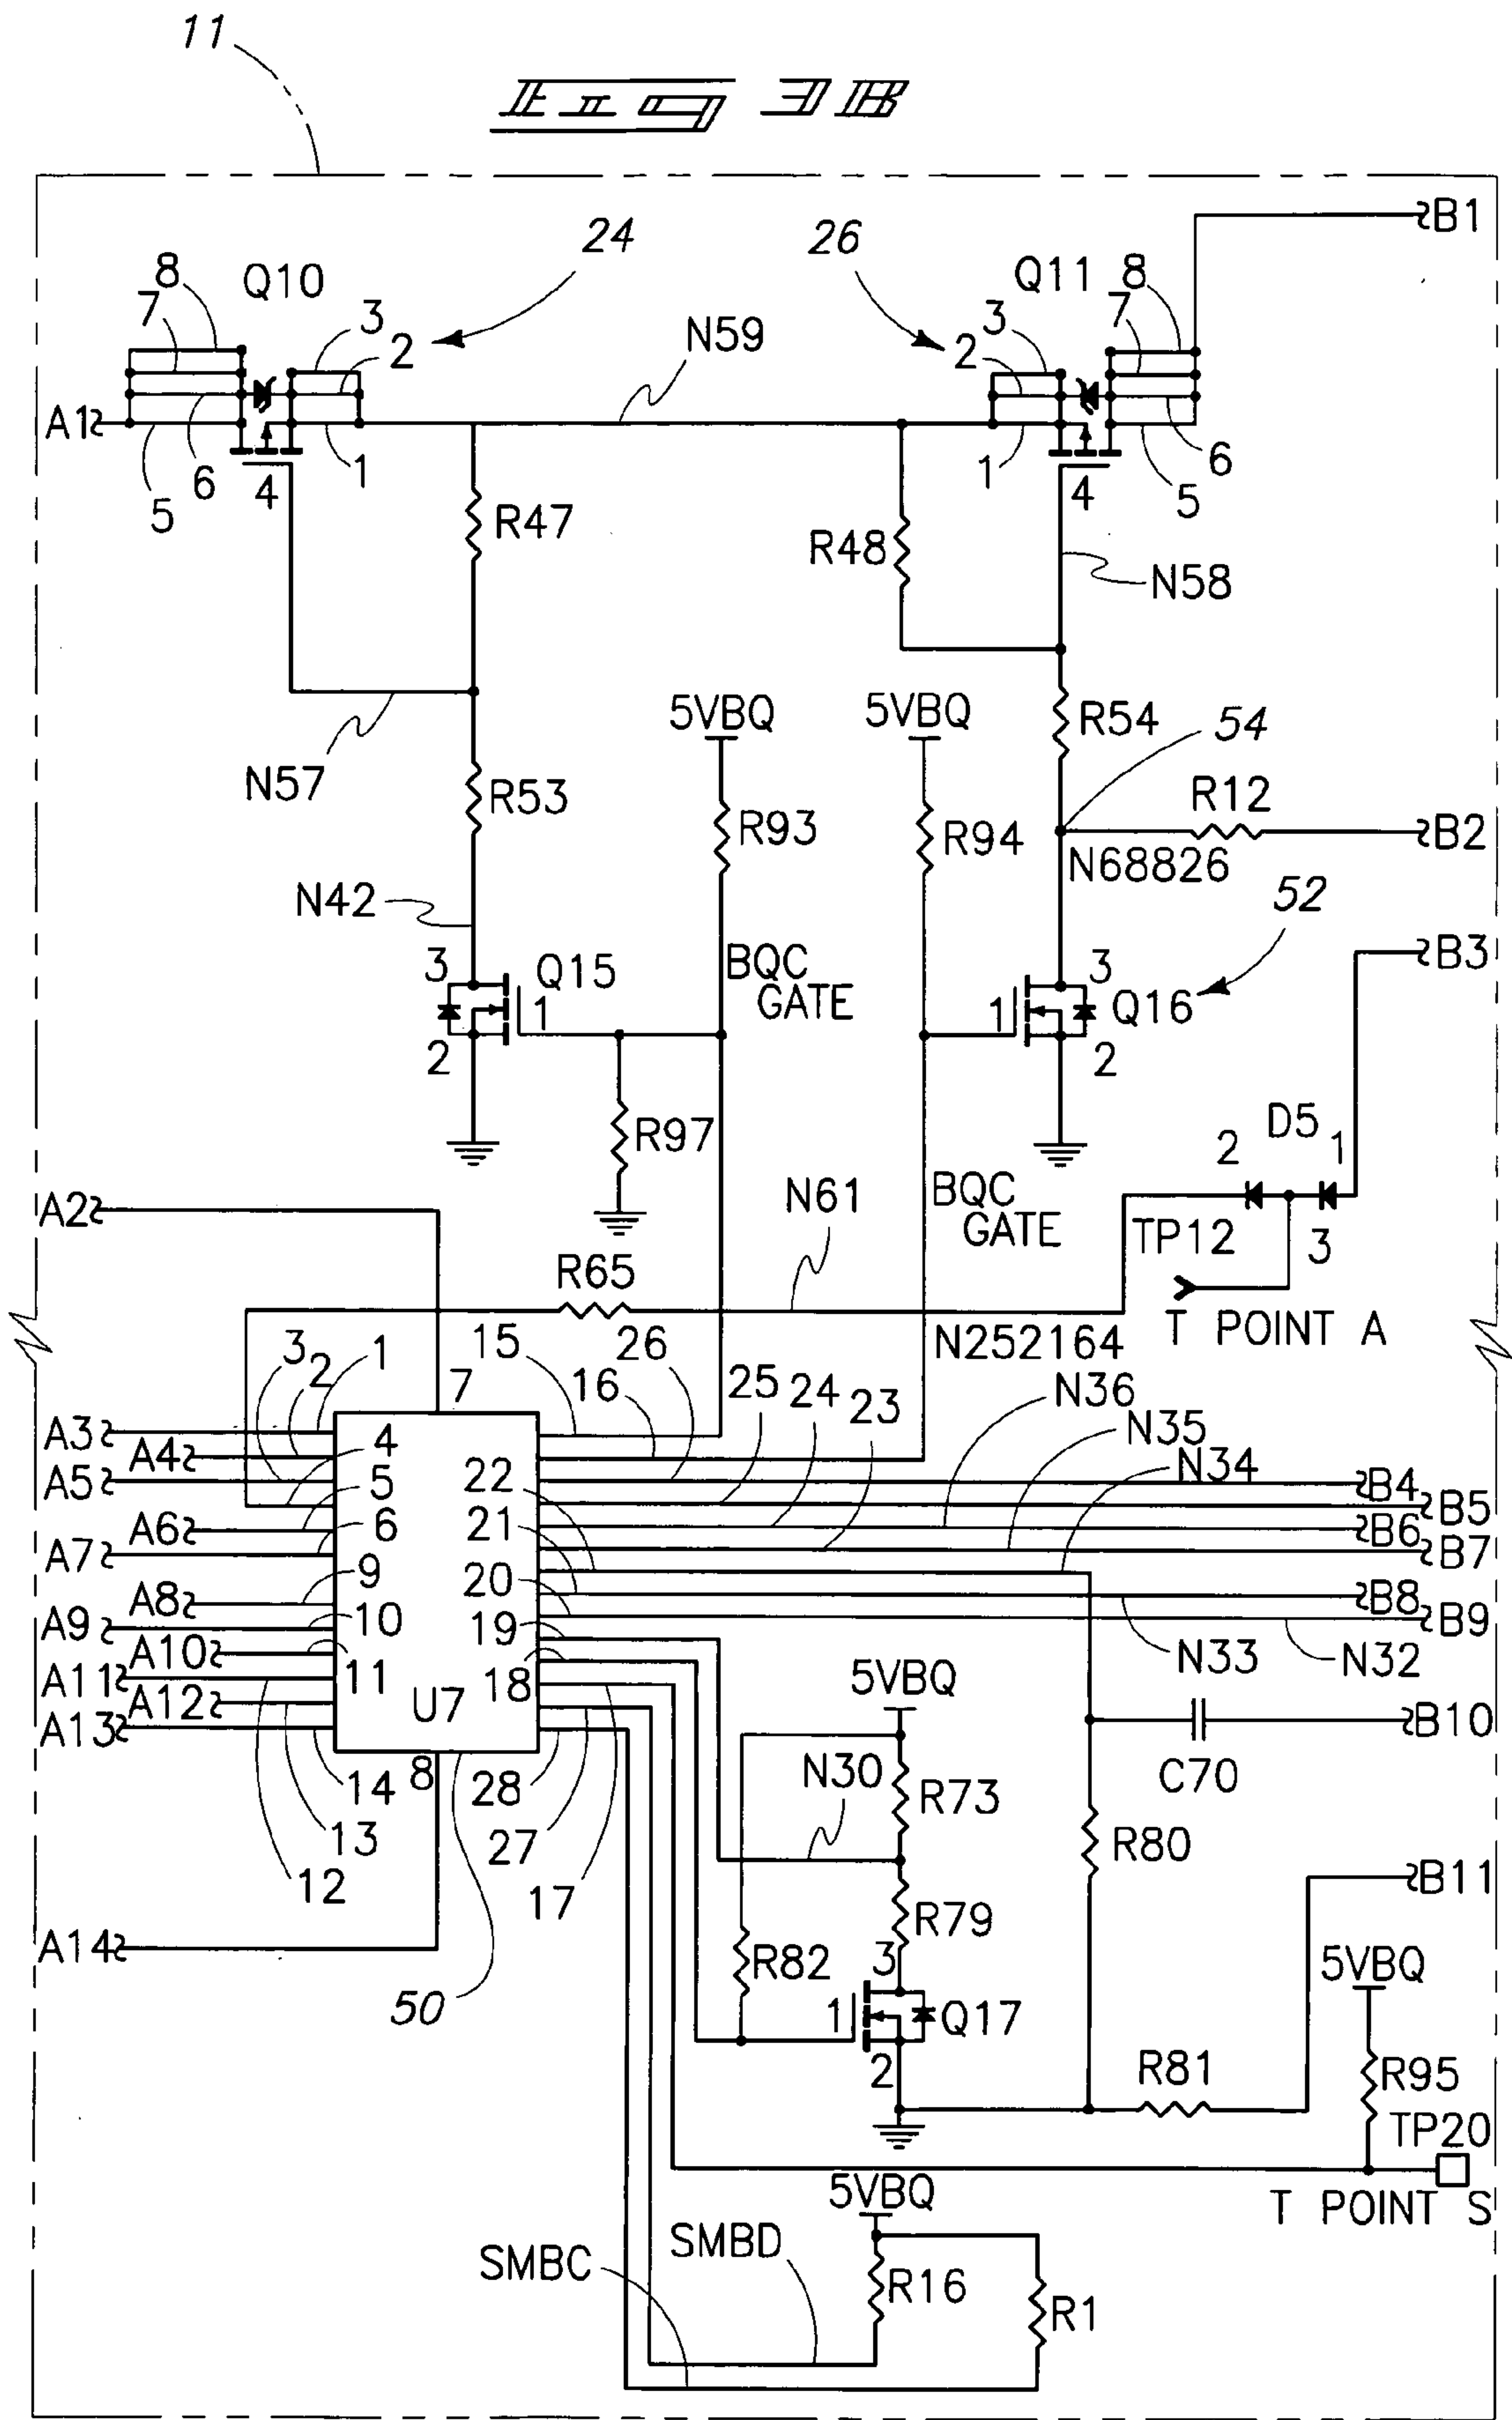 11
Fig 3B
B1
24
26
8
Q10
7
3
2
N59
Q11
8
7
3
2
A1
6
4
1
5
R47
R48
1
4
6
5
N58
N57
5VBQ
5VBQ
R54
54
R53
R93
R94
R12
B2
N68826
N42
52
3
Q15
BQC
GATE
3
B3
1
1
Q16
2
2
R97
D5
2
1
A2
N61
BQC
GATE
TP12
3
R65
T POINT A
N252164
3
2
1
7
15
26
16
25
24
23
N36
N35
N34
A3
A4
4
A5
5
22
B4
B5
A6
6
21
B6
B7
A7
9
20
B8
A8
B9
A9
10
19
N33
N32
A10
11
18
A11
A12
U7
5VBQ
A13
B10
14
8
28
N30
R73
C70
13
27
R80
12
17
B11
R79
A14
R82
3
5VBQ
50
1
Q17
2
R81
R95
TP20
5VBQ
T POINT S
SMBC
SMBD
R16
R1